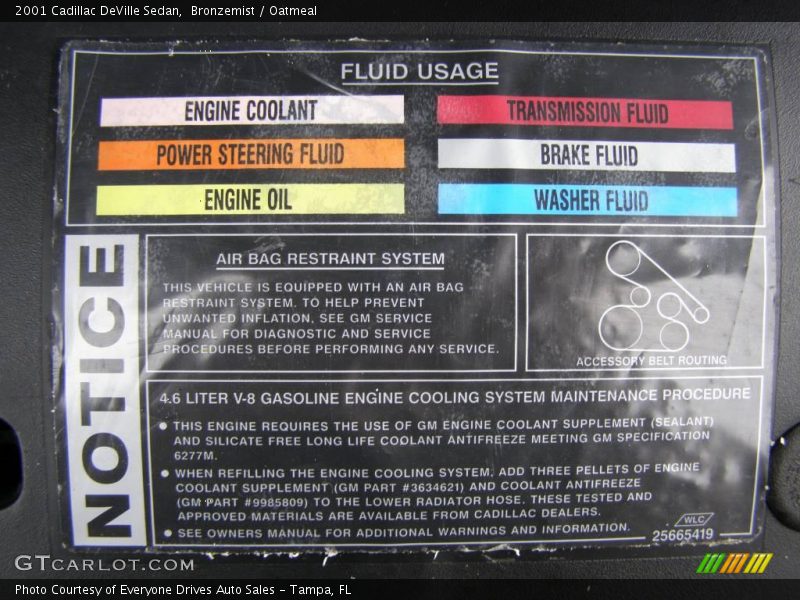 2001 Cadillac DeVille Sedan, Bronzemist / Oatmeal
FLUID USAGE
ENGINE COOLANT
TRANSMISSION FLUID
POWER STEERING FLUID
BRAKE FLUID
ENGINE OIL
WASHER FLUID
NOTICE
AIR BAG RESTRAINT SYSTEM
THIS VEHICLE IS EQUIPPED WITH AN AIR BAG
RESTRAINT SYSTEM. TO HELP PREVENT
UNWANTED INFLATION, SEE GM SERVICE
MANUAL FOR DIAGNOSTIC AND SERVICE
PROCEDURES BEFORE PERFORMING ANY SERVICE.
ACCESSORY BELT ROUTING
4.6 LITER V-8 GASOLINE ENGINE COOLING SYSTEM MAINTENANCE PROCEDURE
● THIS ENGINE REQUIRES THE USE OF GM ENGINE COOLANT SUPPLEMENT (SEALANT)
AND SILICATE FREE LONG LIFE COOLANT ANTIFREEZE MEETING GM SPECIFICATION
6277M.
● WHEN REFILLING THE ENGINE COOLING SYSTEM, ADD THREE PELLETS OF ENGINE
COOLANT SUPPLEMENT (GM PART #3634621) AND COOLANT ANTIFREEZE
(GM PART #9985809) TO THE LOWER RADIATOR HOSE. THESE TESTED AND
APPROVED MATERIALS ARE AVAILABLE FROM CADILLAC DEALERS.
● SEE OWNERS MANUAL FOR ADDITIONAL WARNINGS AND INFORMATION.
WLC
25665419
GTCARLOT.COM
Photo Courtesy of Everyone Drives Auto Sales - Tampa, FL